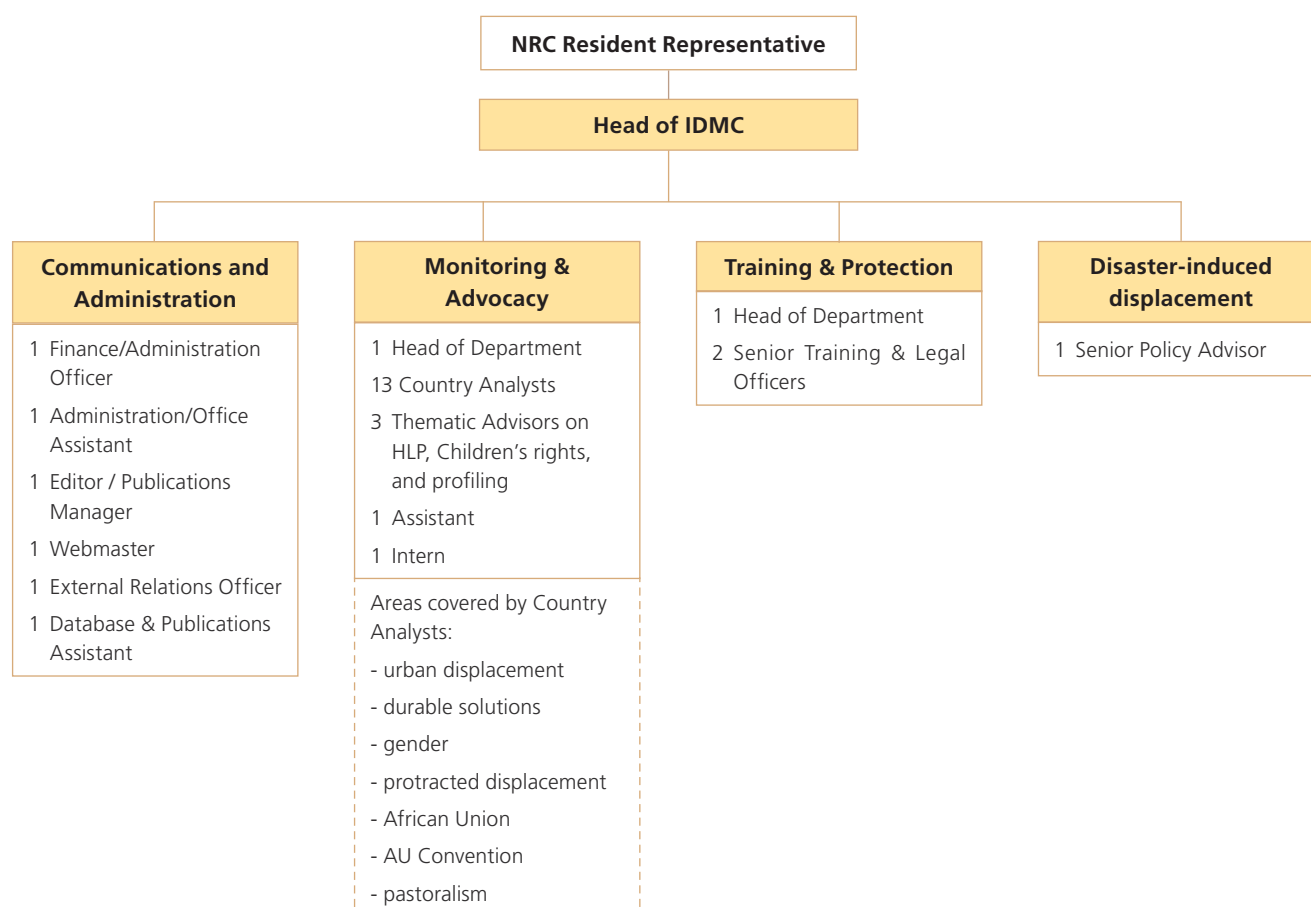 NRC Resident Representative
Head of IDMC
Communications and
Administration
1 Finance/Administration
Officer
1 Administration/Office
Assistant
1 Editor / Publications
Manager
1 Webmaster
1 External Relations Officer
1 Database & Publications
Assistant
Monitoring &
Advocacy
1 Head of Department
13 Country Analysts
3 Thematic Advisors on
HLP, Children’s rights,
and profiling
1 Assistant
1 Intern
Areas covered by Country
Analysts:
- urban displacement
- durable solutions
- gender
- protracted displacement
- African Union
- AU Convention
- pastoralism
Training & Protection
1 Head of Department
2 Senior Training & Legal
Officers
Disaster-induced
displacement
1 Senior Policy Advisor